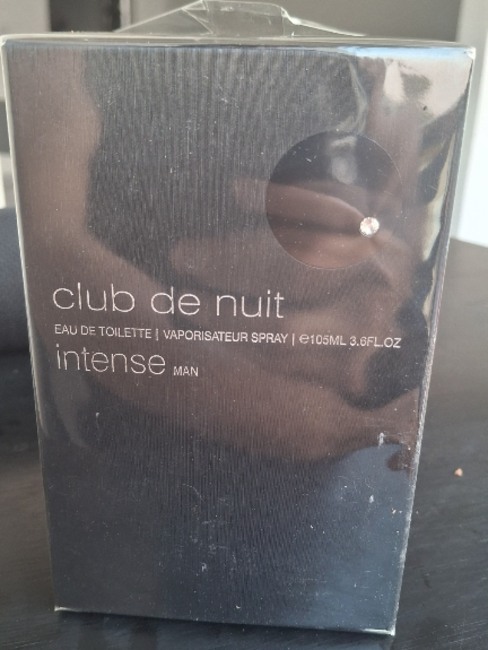 club de nuit
EAU DE TOILETTE | VAPORISATEUR SPRAY | ℮105ML 3.6FL.OZ
intense MAN